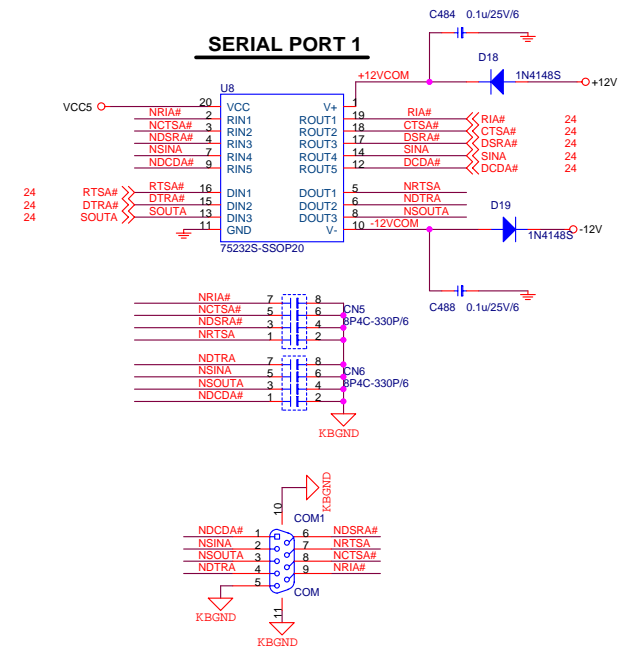 C484 0.1u/25V/6
SERIAL PORT 1
D18
+12VCOM
1N4148S
+12V
U8
VCC5
20 VCC V+ 1
NRIA# 2 RIN1 ROUT1 19 RIA# RIA# 24
NCTSA# 3 RIN2 ROUT2 18 CTSA# CTSA# 24
NDSRA# 4 RIN3 ROUT3 17 DSRA# DSRA# 24
NSINA 7 RIN4 ROUT4 14 SINA SINA 24
NDCDA# 9 RIN5 ROUT5 12 DCDA# DCDA# 24
24 RTSA# RTSA# 16 DIN1 DOUT1 5 NRTSA
24 DTRA# DTRA# 15 DIN2 DOUT2 6 NDTRA
24 SOUTA SOUTA 13 DIN3 DOUT3 8 NSOUTA
11 GND V- 10 -12VCOM
D19
1N4148S
-12V
75232S-SSOP20
C488 0.1u/25V/6
NRIA# 7 8
NCTSA# 5 6 CN5
NDSRA# 3 4 8P4C-330P/6
NRTSA 1 2
NDTRA 7 8
NSINA 5 6 CN6
NSOUTA 3 4 8P4C-330P/6
NDCDA# 1 2
KBGND
KBGND
10
COM1
NDCDA# 1 6 NDSRA#
NSINA 2 7 NRTSA
NSOUTA 3 8 NCTSA#
NDTRA 4 9 NRIA#
5
COM
KBGND
11
KBGND